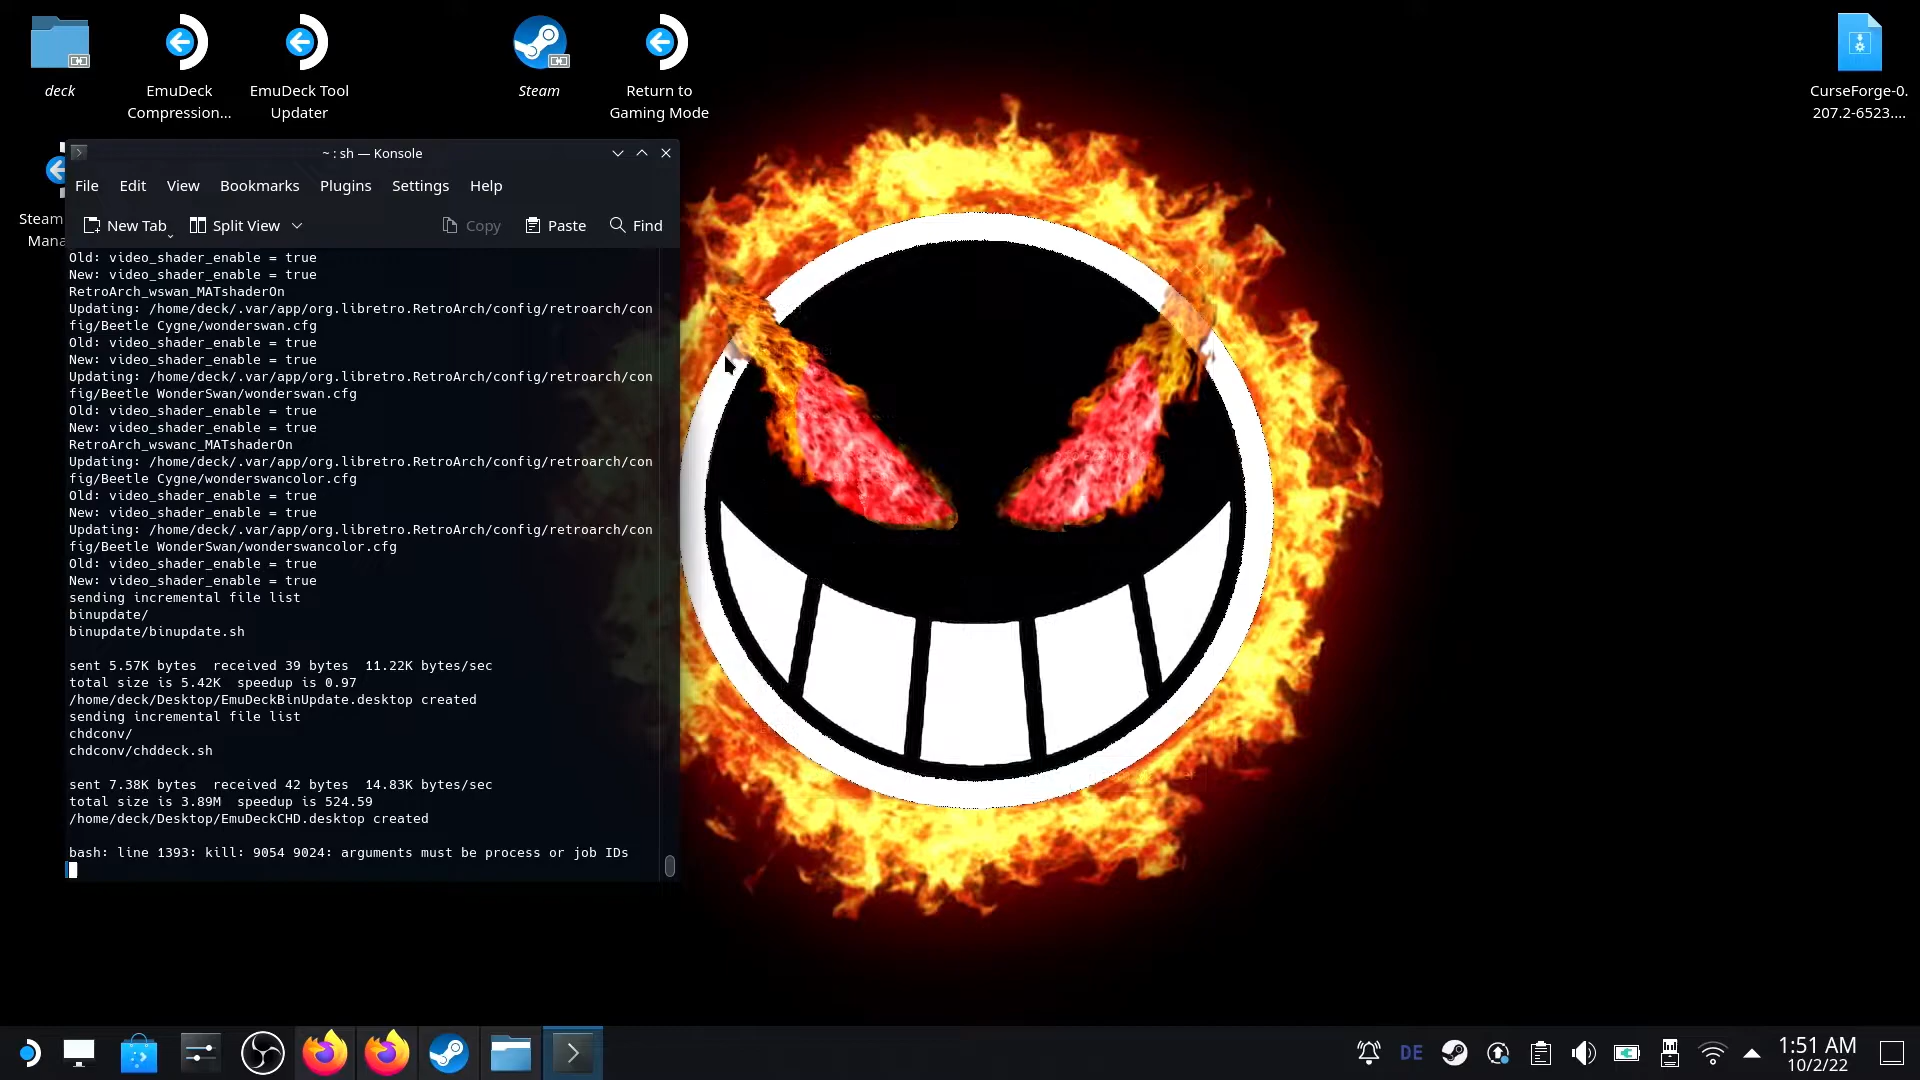 deck
EmuDeck
Compression...
EmuDeck Tool
Updater
Steam
Return to
Gaming Mode
CurseForge-0.
207.2-6523....
Steam
Mana
~ : sh — Konsole
File Edit View Bookmarks Plugins Settings Help
New Tab Split View Copy Paste Find
Old: video_shader_enable = true
New: video_shader_enable = true
RetroArch_wswan_MATshaderOn
Updating: /home/deck/.var/app/org.libretro.RetroArch/config/retroarch/con
fig/Beetle Cygne/wonderswan.cfg
Old: video_shader_enable = true
New: video_shader_enable = true
Updating: /home/deck/.var/app/org.libretro.RetroArch/config/retroarch/con
fig/Beetle WonderSwan/wonderswan.cfg
Old: video_shader_enable = true
New: video_shader_enable = true
RetroArch_wswanc_MATshaderOn
Updating: /home/deck/.var/app/org.libretro.RetroArch/config/retroarch/con
fig/Beetle Cygne/wonderswancolor.cfg
Old: video_shader_enable = true
New: video_shader_enable = true
Updating: /home/deck/.var/app/org.libretro.RetroArch/config/retroarch/con
fig/Beetle WonderSwan/wonderswancolor.cfg
Old: video_shader_enable = true
New: video_shader_enable = true
sending incremental file list
binupdate/
binupdate/binupdate.sh
sent 5.57K bytes  received 39 bytes  11.22K bytes/sec
total size is 5.42K  speedup is 0.97
/home/deck/Desktop/EmuDeckBinUpdate.desktop created
sending incremental file list
chdconv/
chdconv/chddeck.sh
sent 7.38K bytes  received 42 bytes  14.83K bytes/sec
total size is 3.89M  speedup is 524.59
/home/deck/Desktop/EmuDeckCHD.desktop created
bash: line 1393: kill: 9054 9024: arguments must be process or job IDs
DE
1:51 AM
10/2/22